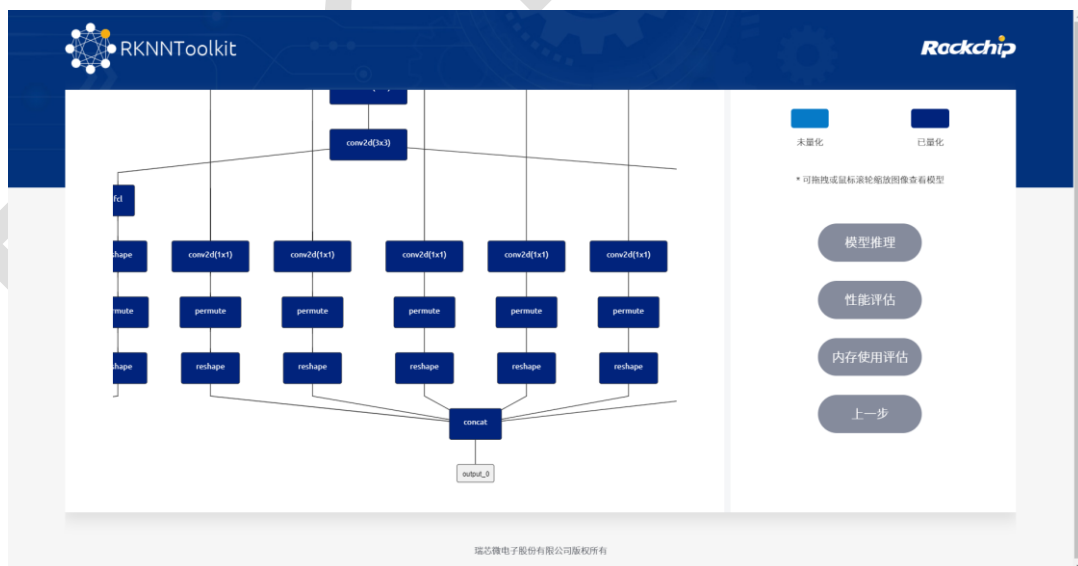 RKNNToolkit
Rockchip
conv2d(3x3)
未量化
已量化
* 可拖拽或鼠标滚轮缩放图像查看模型
fcl
shape
conv2d(1x1)
conv2d(1x1)
conv2d(1x1)
conv2d(1x1)
conv2d(1x1)
模型推理
rmute
permute
permute
permute
permute
permute
性能评估
shape
reshape
reshape
reshape
reshape
reshape
内存使用评估
concat
上一步
output_0
瑞芯微电子股份有限公司版权所有